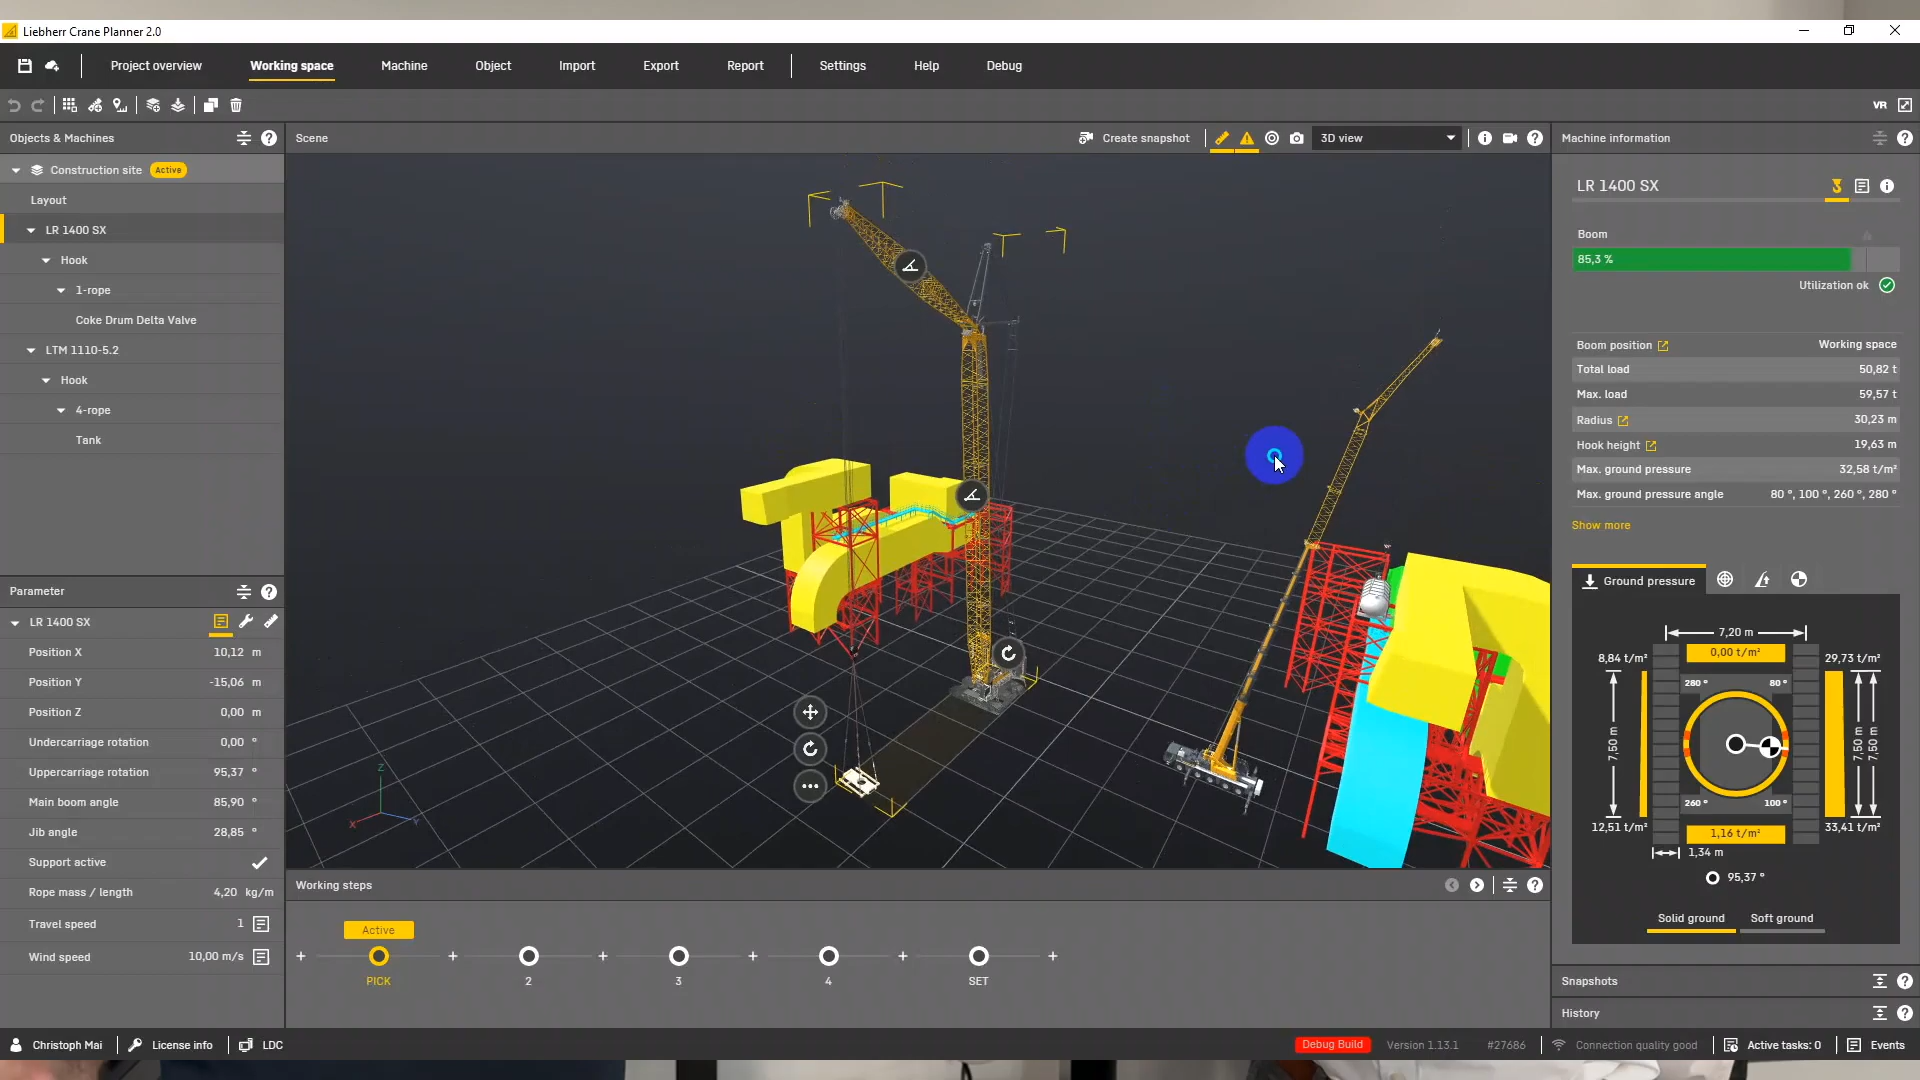 Liebherr Crane Planner 2.0
Project overview
Working space
Machine
Object
Import
Export
Report
Settings
Help
Debug
VR
Objects & Machines
Construction site Active
Layout
LR 1400 SX
Hook
1-rope
Coke Drum Delta Valve
LTM 1110-5.2
Hook
4-rope
Tank
Parameter
LR 1400 SX
Position X 10,12 m
Position Y -15,06 m
Position Z 0,00 m
Undercarriage rotation 0,00 °
Uppercarriage rotation 95,37 °
Main boom angle 85,90 °
Jib angle 28,85 °
Support active
Rope mass / length 4,20 kg/m
Travel speed 1
Wind speed 10,00 m/s
Scene
Create snapshot
3D view
Z
X
Y
Working steps
Active
PICK
2
3
4
SET
Machine information
LR 1400 SX
Boom
85,3 %
Utilization ok
Boom position Working space
Total load 50,82 t
Max. load 59,57 t
Radius 30,23 m
Hook height 19,63 m
Max. ground pressure 32,58 t/m²
Max. ground pressure angle 80 °, 100 °, 260 °, 280 °
Show more
Ground pressure
7,20 m
8,84 t/m²
0,00 t/m²
29,73 t/m²
280 °
80 °
7,50 m
7,50 m
7,50 m
260 °
100 °
12,51 t/m²
1,16 t/m²
33,41 t/m²
1,34 m
95,37 °
Solid ground
Soft ground
Snapshots
History
Christoph Mai
License info
LDC
Debug Build
Version 1.13.1
#27686
Connection quality good
Active tasks: 0
Events